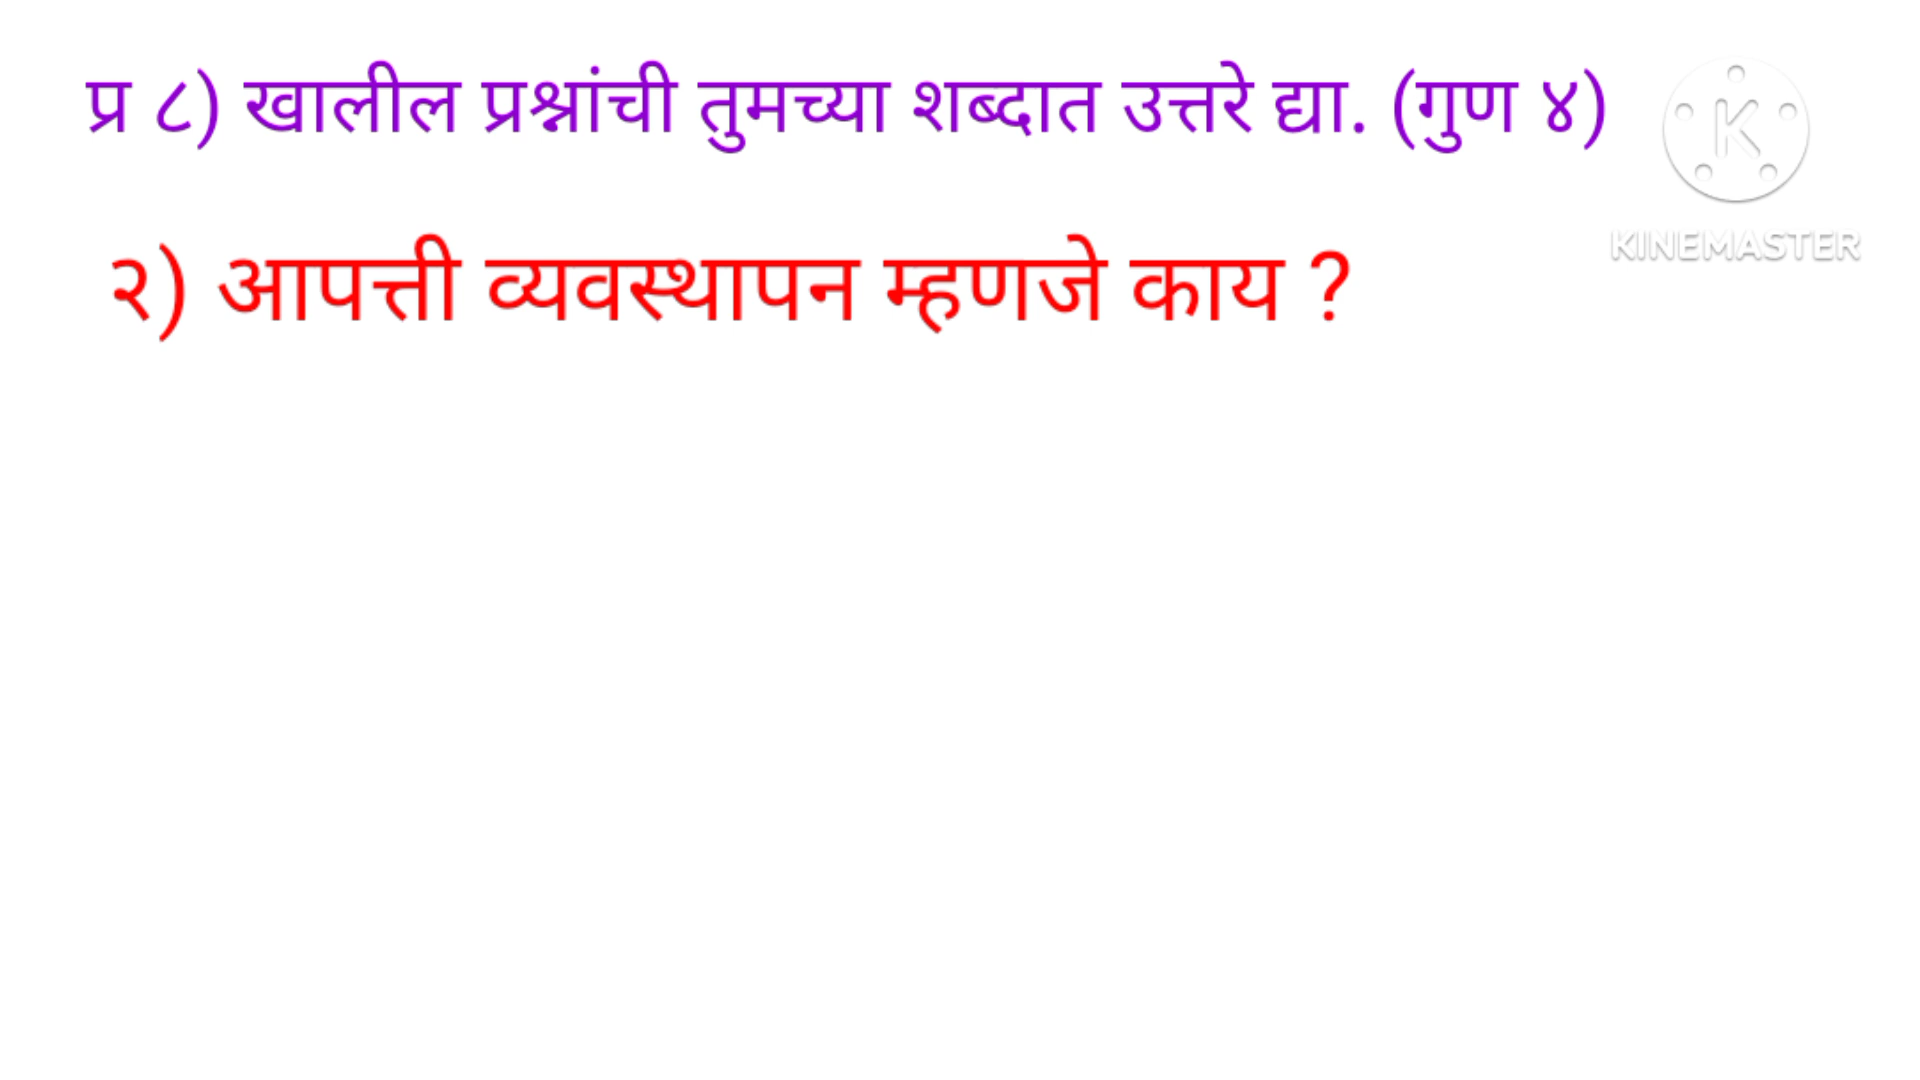 प्र ८) खालील प्रश्नांची तुमच्या शब्दात उत्तरे द्या. (गुण ४)
K
KINEMASTER
२) आपत्ती व्यवस्थापन म्हणजे काय ?